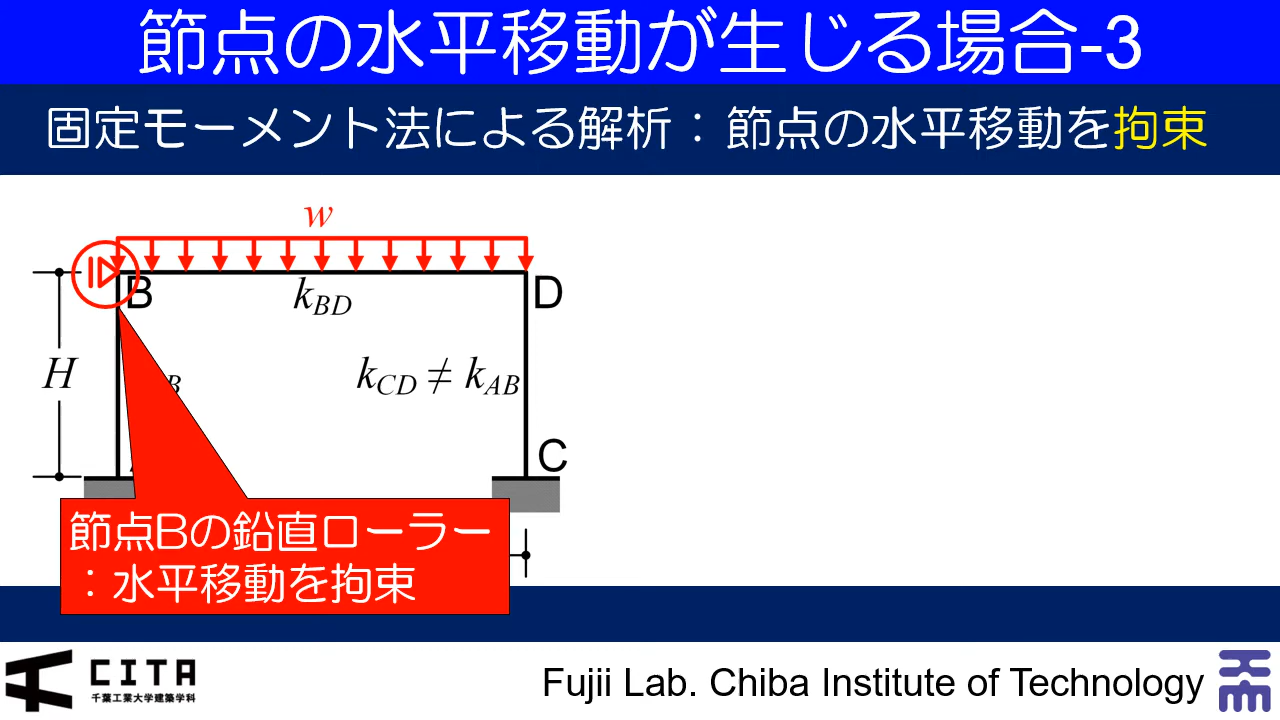 節点の水平移動が生じる場合-3
固定モーメント法による解析：節点の水平移動を拘束
w
B
D
k_BD
H
k_CD ≠ k_AB
C
節点Bの鉛直ローラー
：水平移動を拘束
CITA
千葉工業大学建築学科
Fujii Lab. Chiba Institute of Technology